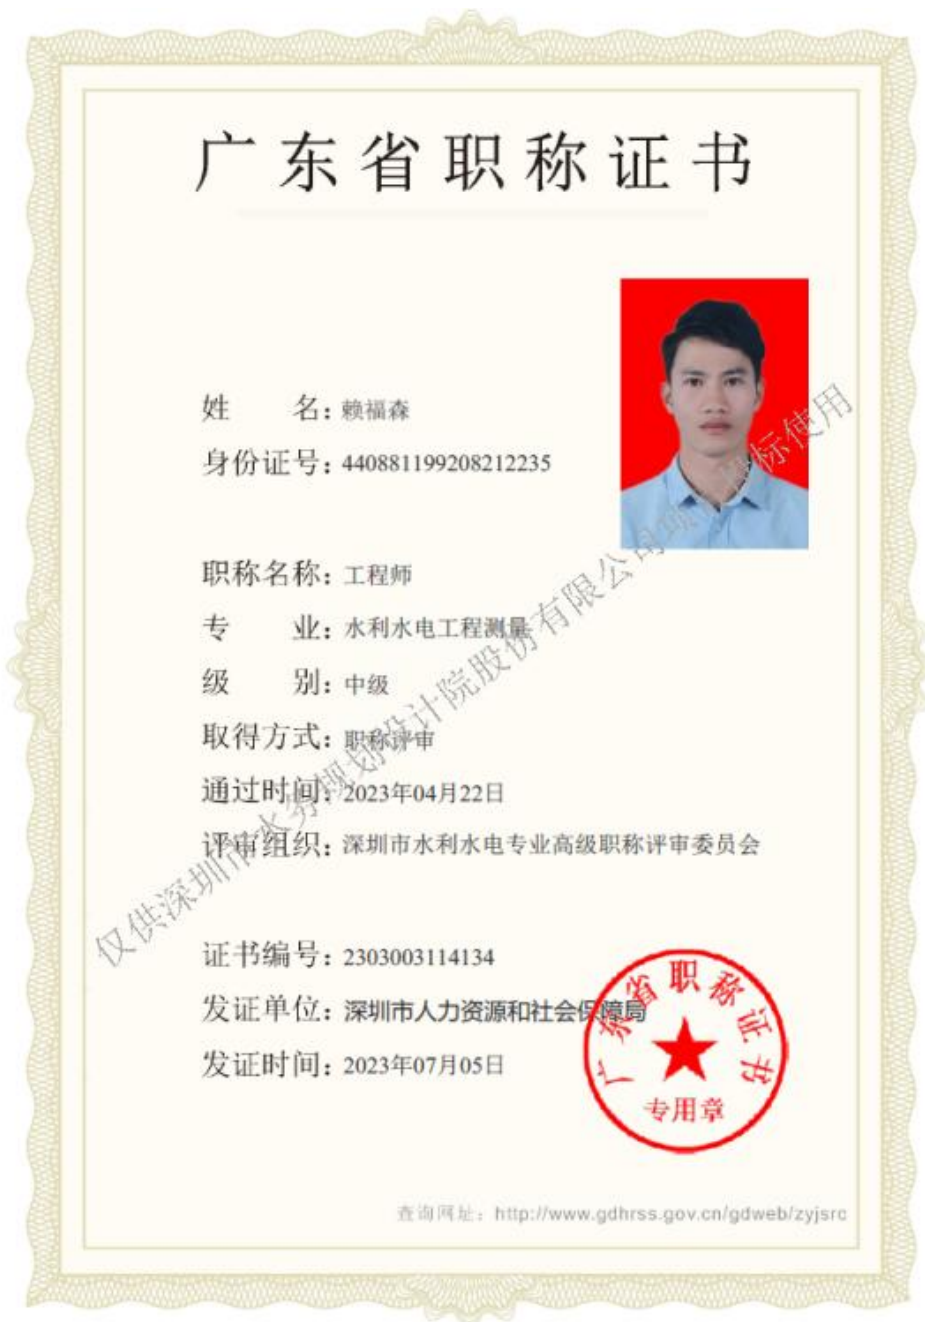 广东省职称证书
姓 名：赖福森
身份证号：440881199208212235
职称名称：工程师
专 业：水利水电工程测量
级 别：中级
取得方式：职称评审
通过时间：2023年04月22日
评审组织：深圳市水利水电专业高级职称评审委员会
证书编号：2303003114134
发证单位：深圳市人力资源和社会保障局
发证时间：2023年07月05日
广东省职称证书
专用章
查询网址：http://www.gdhrss.gov.cn/gdweb/zyjsrc
仅供深圳市水务规划设计院股份有限公司项目投标使用